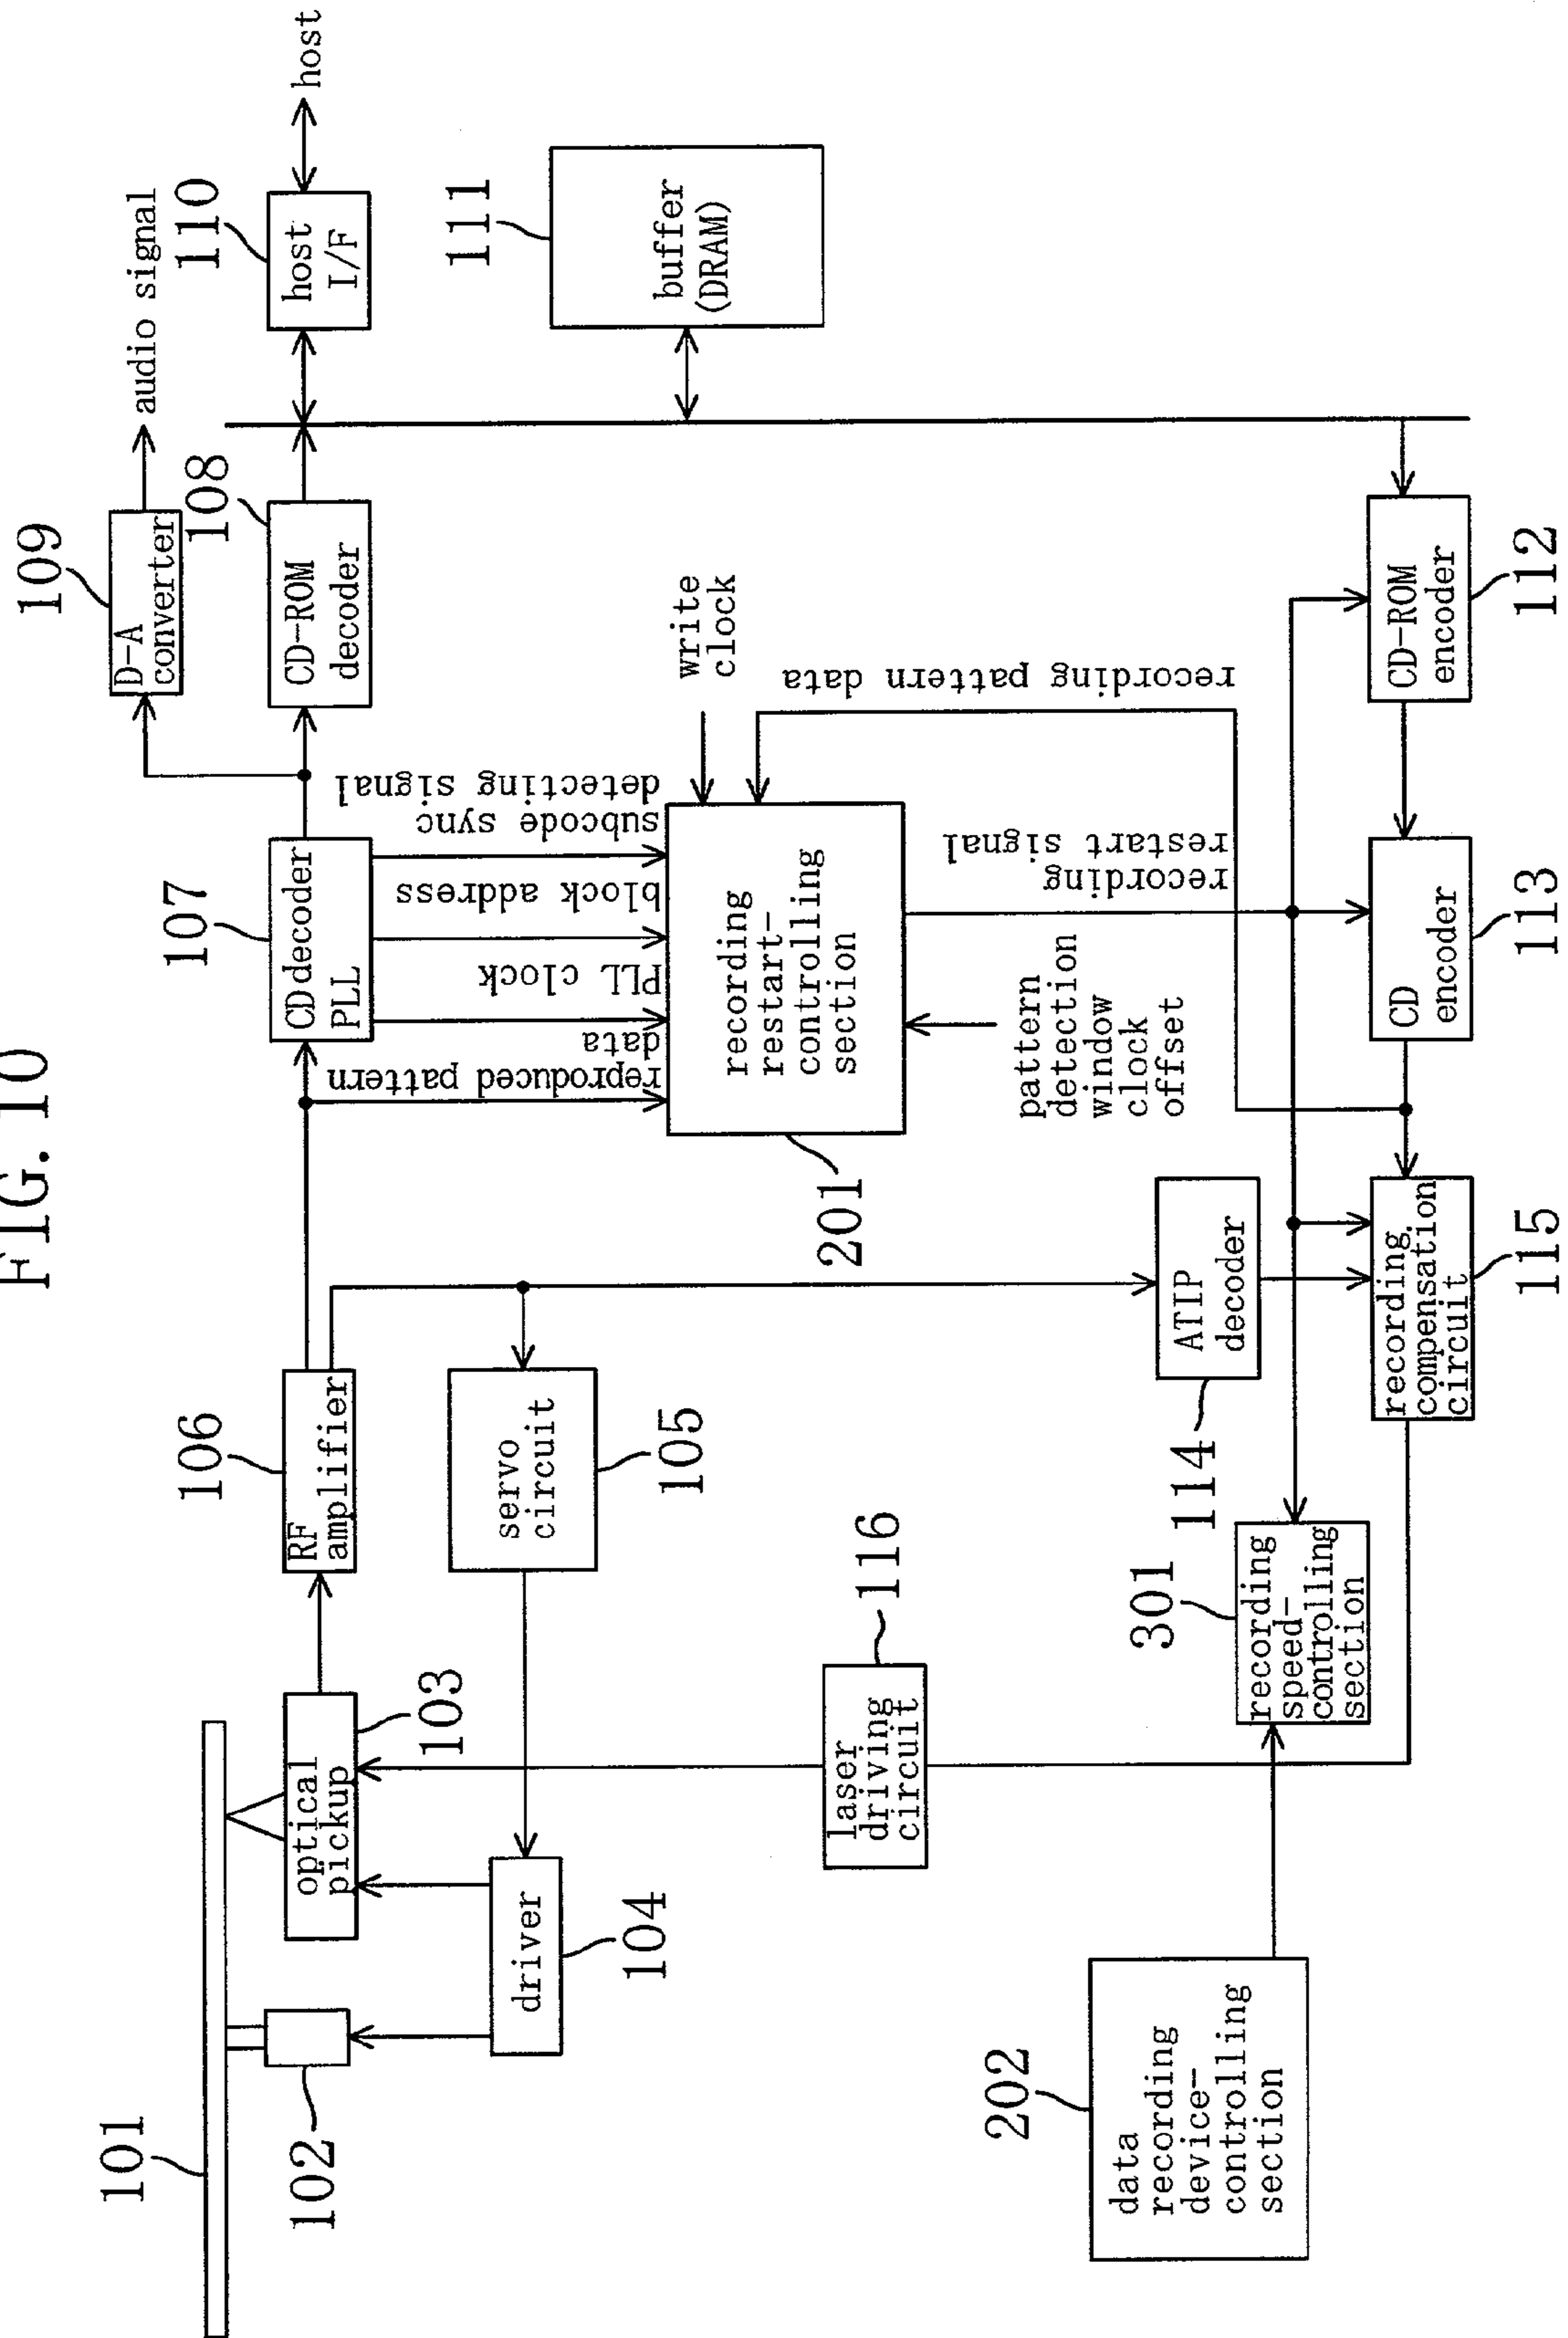 FIG. 10
101
102
optical
pickup
103
driver
104
servo
circuit
105
RF
amplifier
106
CD decoder
PLL
107
D-A
converter
109
audio signal
CD-ROM
decoder
108
host
I/F
110
host
buffer
(DRAM)
111
reproduced pattern
data
PLL clock
block address
subcode sync
detecting signal
write
clock
recording pattern data
recording
restart-
controlling
section
201
pattern
detection
window
clock
offset
recording
restart signal
laser
driving
circuit
116
ATIP
decoder
114
data
recording
device-
controlling
section
202
recording
speed-
controlling
section
301
recording
compensation
circuit
115
CD
encoder
113
CD-ROM
encoder
112